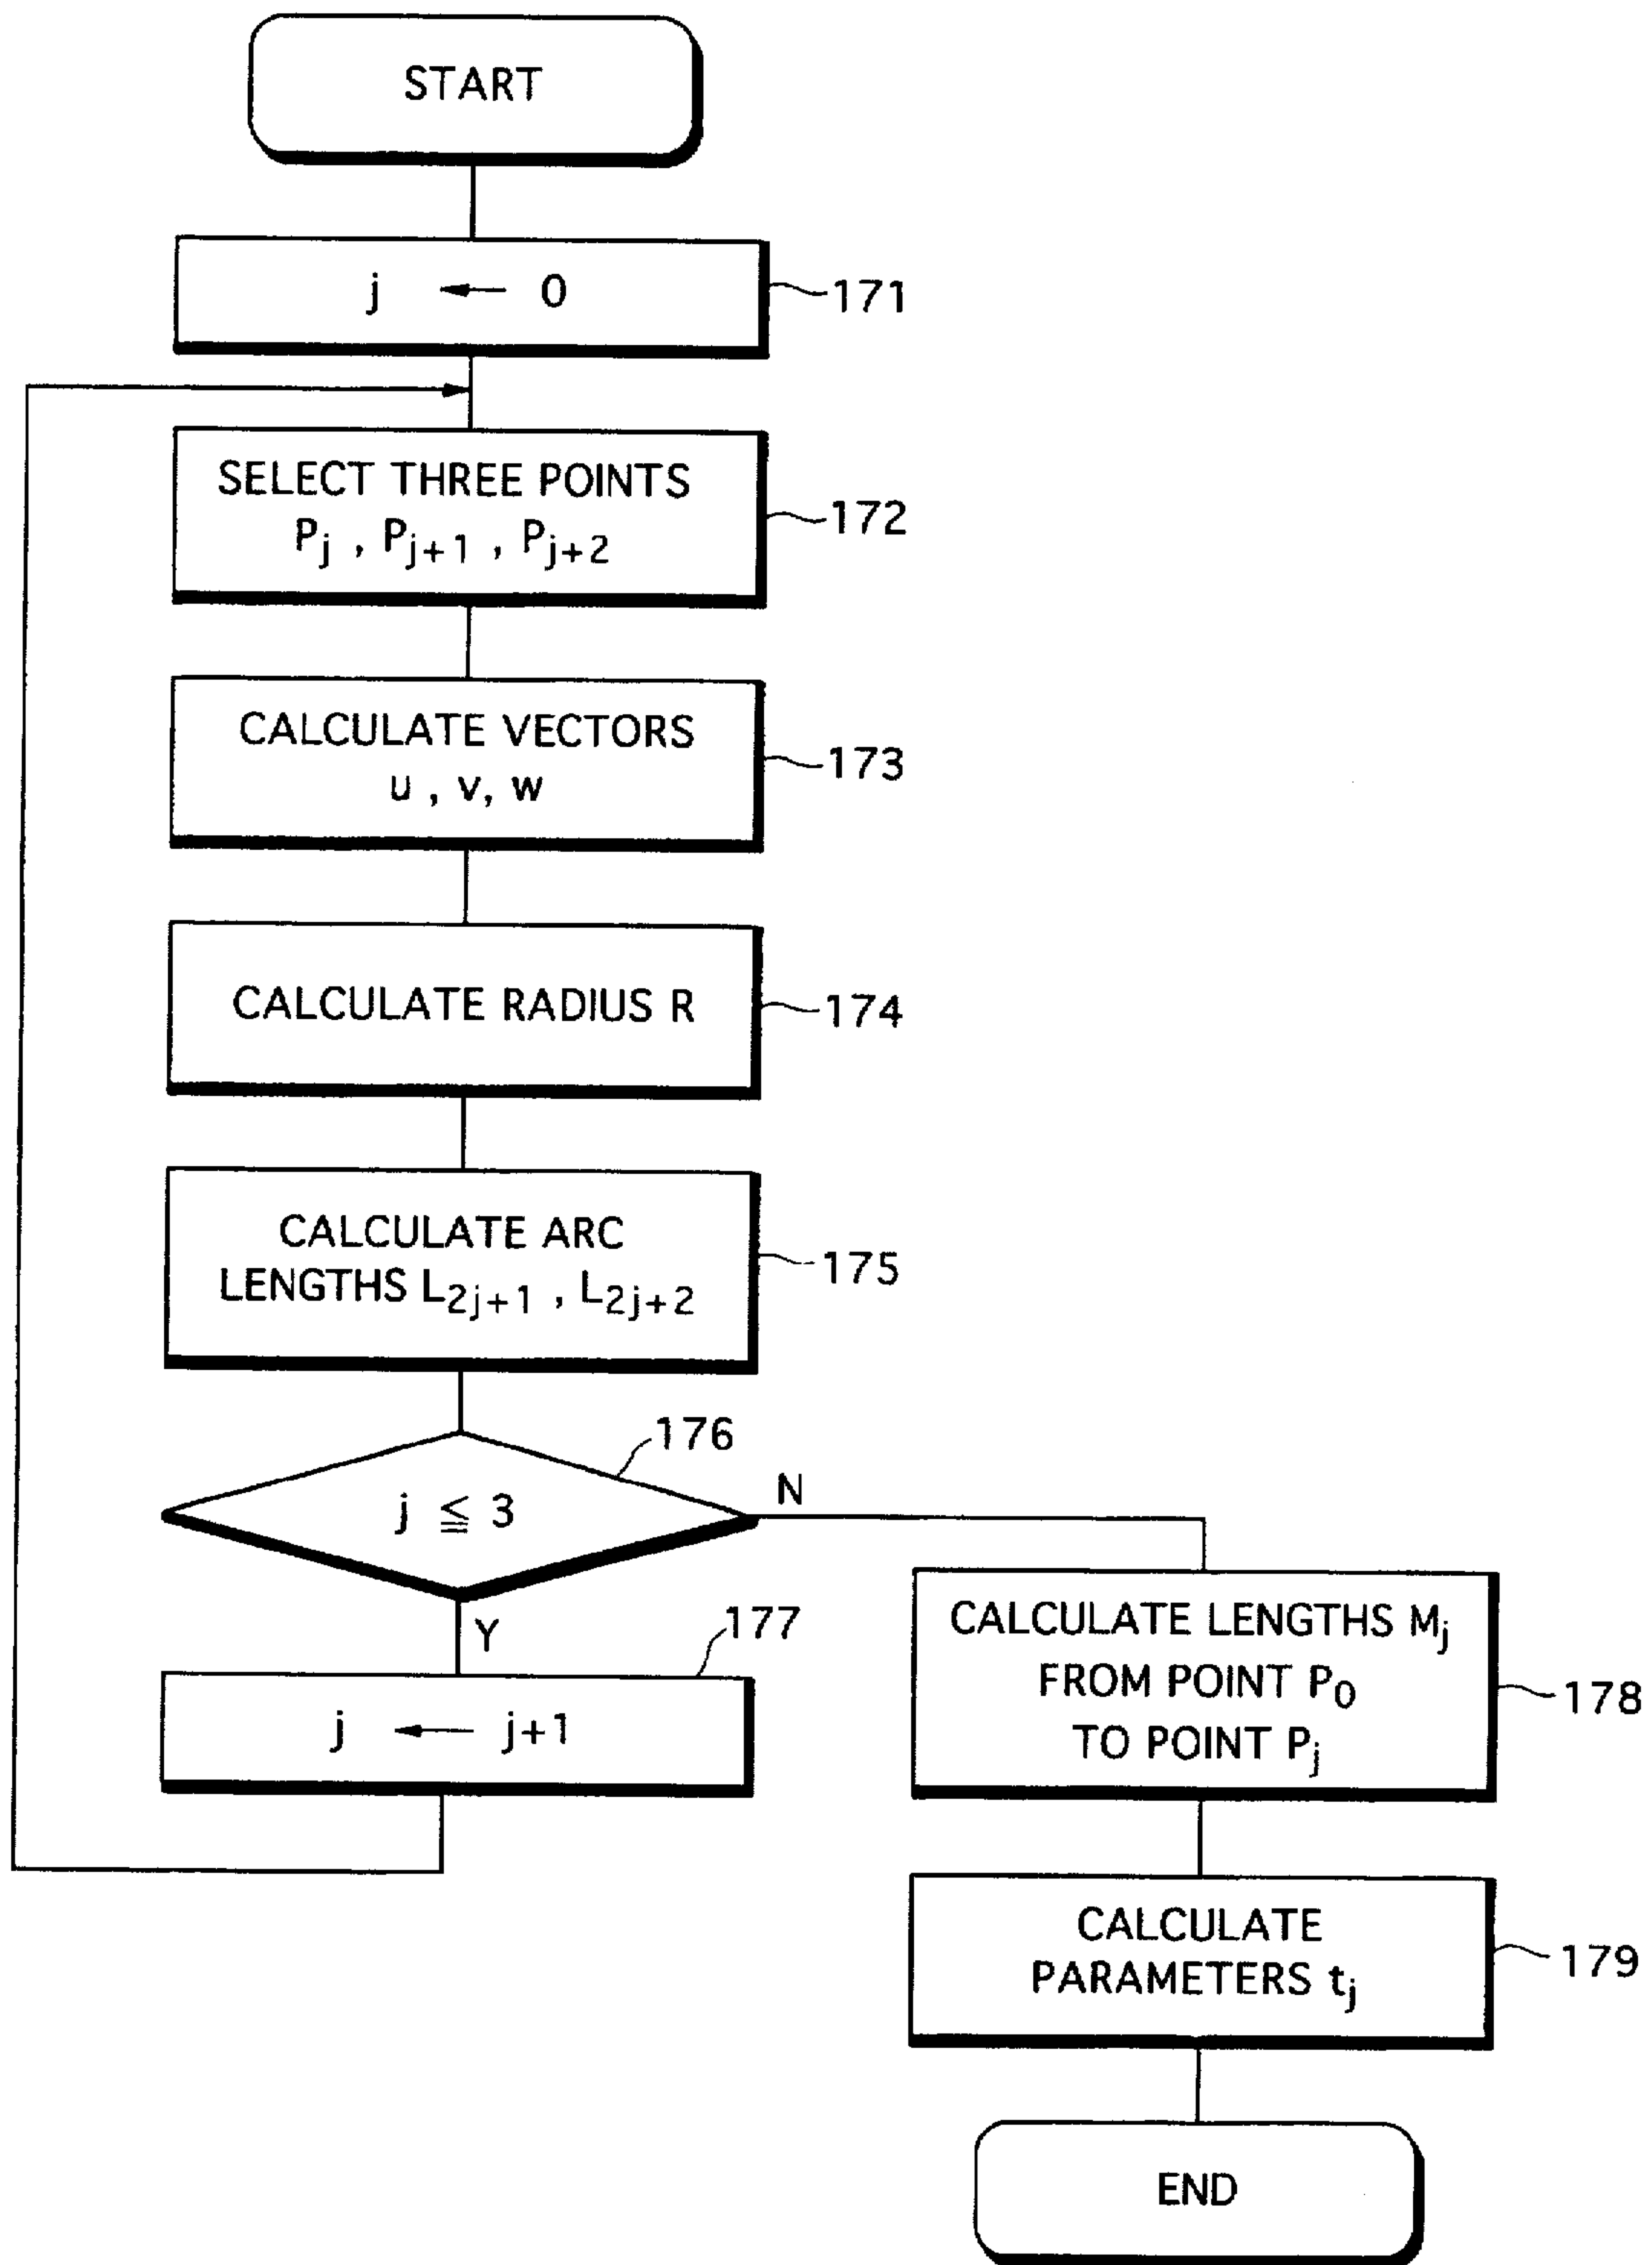 START
j ← 0
171
SELECT THREE POINTS
Pj , Pj+1 , Pj+2
172
CALCULATE VECTORS
u , v, w
173
CALCULATE RADIUS R
174
CALCULATE ARC
LENGTHS L2j+1 , L2j+2
175
176
j ≦ 3
N
Y
177
j ← j+1
CALCULATE LENGTHS Mj
FROM POINT P0
TO POINT Pj
178
CALCULATE
PARAMETERS tj
179
END